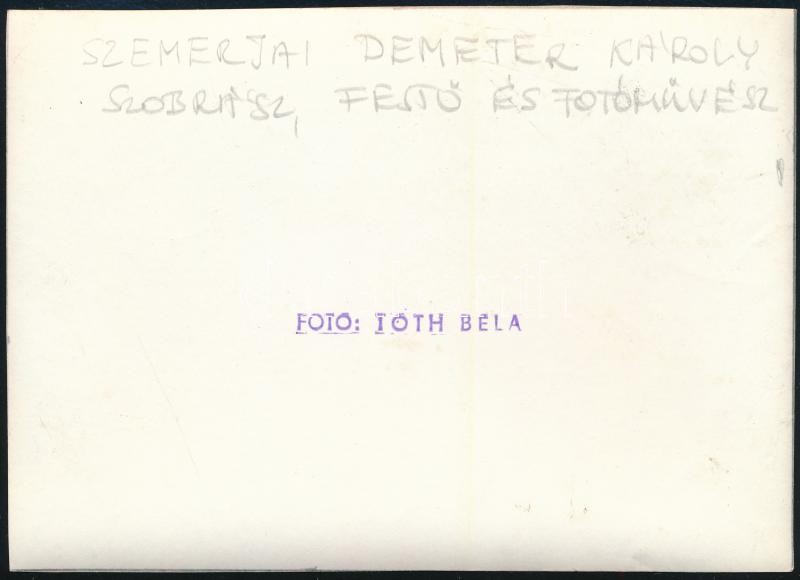 SZEMERJAI DEMETER KÁROLY
SZOBRÁSZ, FESTŐ ÉS FOTÓMŰVÉSZ
FOTÓ: TÓTH BÉLA